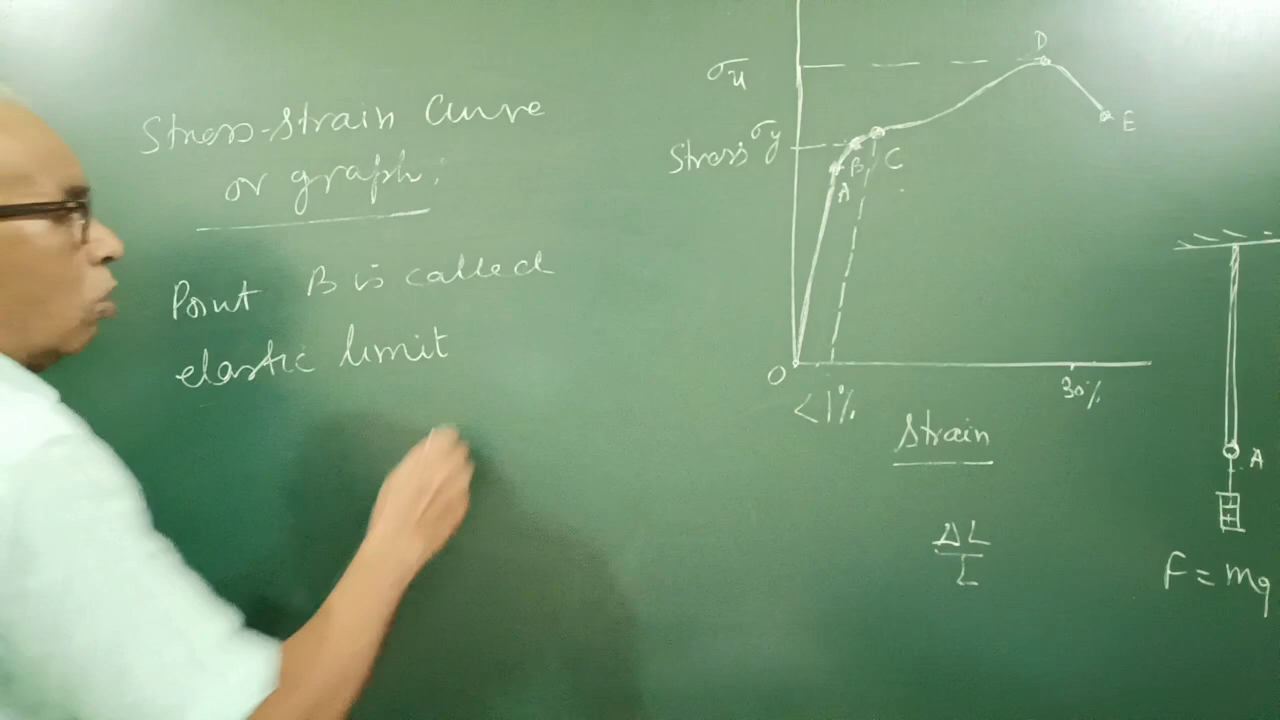 Stress-Strain Curve
or graph:
Point B is called
elastic limit
σu
Stress σy
O
A
B
C
D
E
<1%
30%
Strain
ΔL
L
A
F = mg